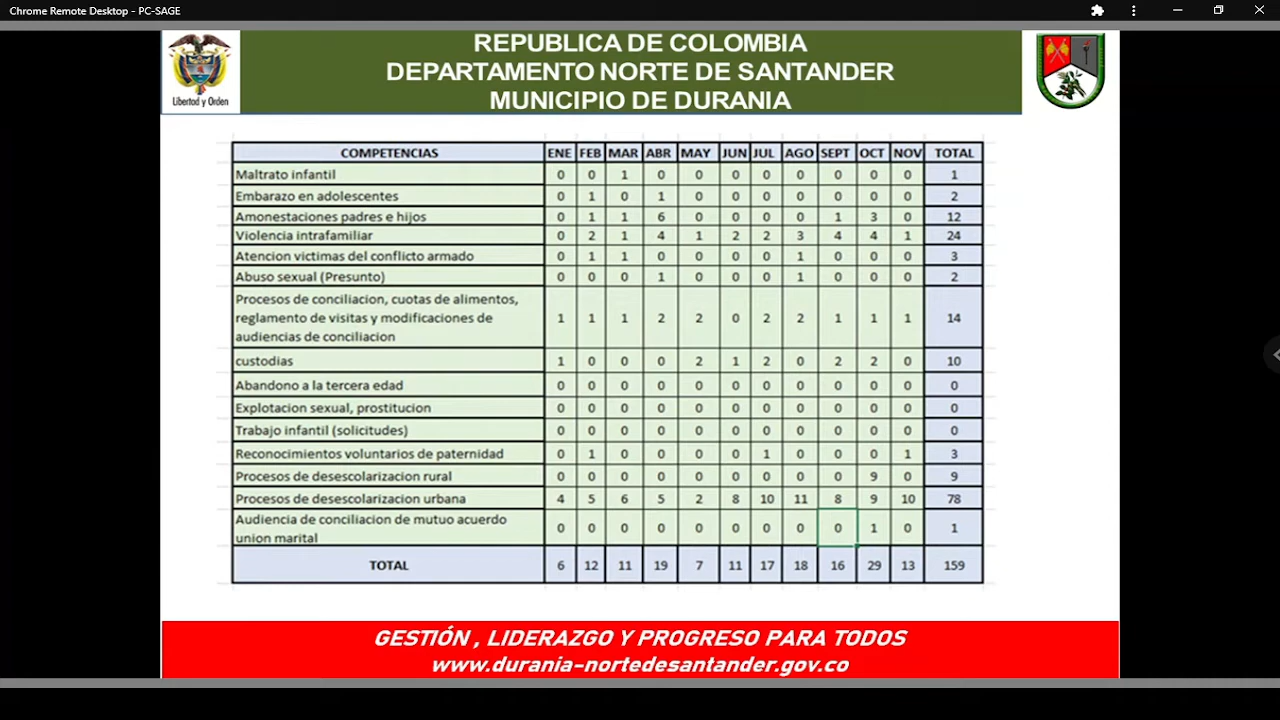 Chrome Remote Desktop - PC-SAGE
REPUBLICA DE COLOMBIA
DEPARTAMENTO NORTE DE SANTANDER
MUNICIPIO DE DURANIA
Libertad y Orden
COMPETENCIAS ENE FEB MAR ABR MAY JUN JUL AGO SEPT OCT NOV TOTAL
Maltrato infantil 0 0 1 0 0 0 0 0 0 0 0 1
Embarazo en adolescentes 0 1 0 1 0 0 0 0 0 0 0 2
Amonestaciones padres e hijos 0 1 1 6 0 0 0 0 1 3 0 12
Violencia intrafamiliar 0 2 1 4 1 2 2 3 4 4 1 24
Atencion victimas del conflicto armado 0 1 1 0 0 0 0 1 0 0 0 3
Abuso sexual (Presunto) 0 0 0 1 0 0 0 1 0 0 0 2
Procesos de conciliacion, cuotas de alimentos,
reglamento de visitas y modificaciones de 1 1 1 2 2 0 2 2 1 1 1 14
audiencias de conciliacion
custodias 1 0 0 0 2 1 2 0 2 2 0 10
Abandono a la tercera edad 0 0 0 0 0 0 0 0 0 0 0 0
Explotacion sexual, prostitucion 0 0 0 0 0 0 0 0 0 0 0 0
Trabajo infantil (solicitudes) 0 0 0 0 0 0 0 0 0 0 0 0
Reconocimientos voluntarios de paternidad 0 1 0 0 0 0 1 0 0 0 1 3
Procesos de desescolarizacion rural 0 0 0 0 0 0 0 0 0 9 0 9
Procesos de desescolarizacion urbana 4 5 6 5 2 8 10 11 8 9 10 78
Audiencia de conciliacion de mutuo acuerdo
union marital 0 0 0 0 0 0 0 0 0 1 0 1
TOTAL 6 12 11 19 7 11 17 18 16 29 13 159
GESTIÓN , LIDERAZGO Y PROGRESO PARA TODOS
www.durania-nortedesantander.gov.co